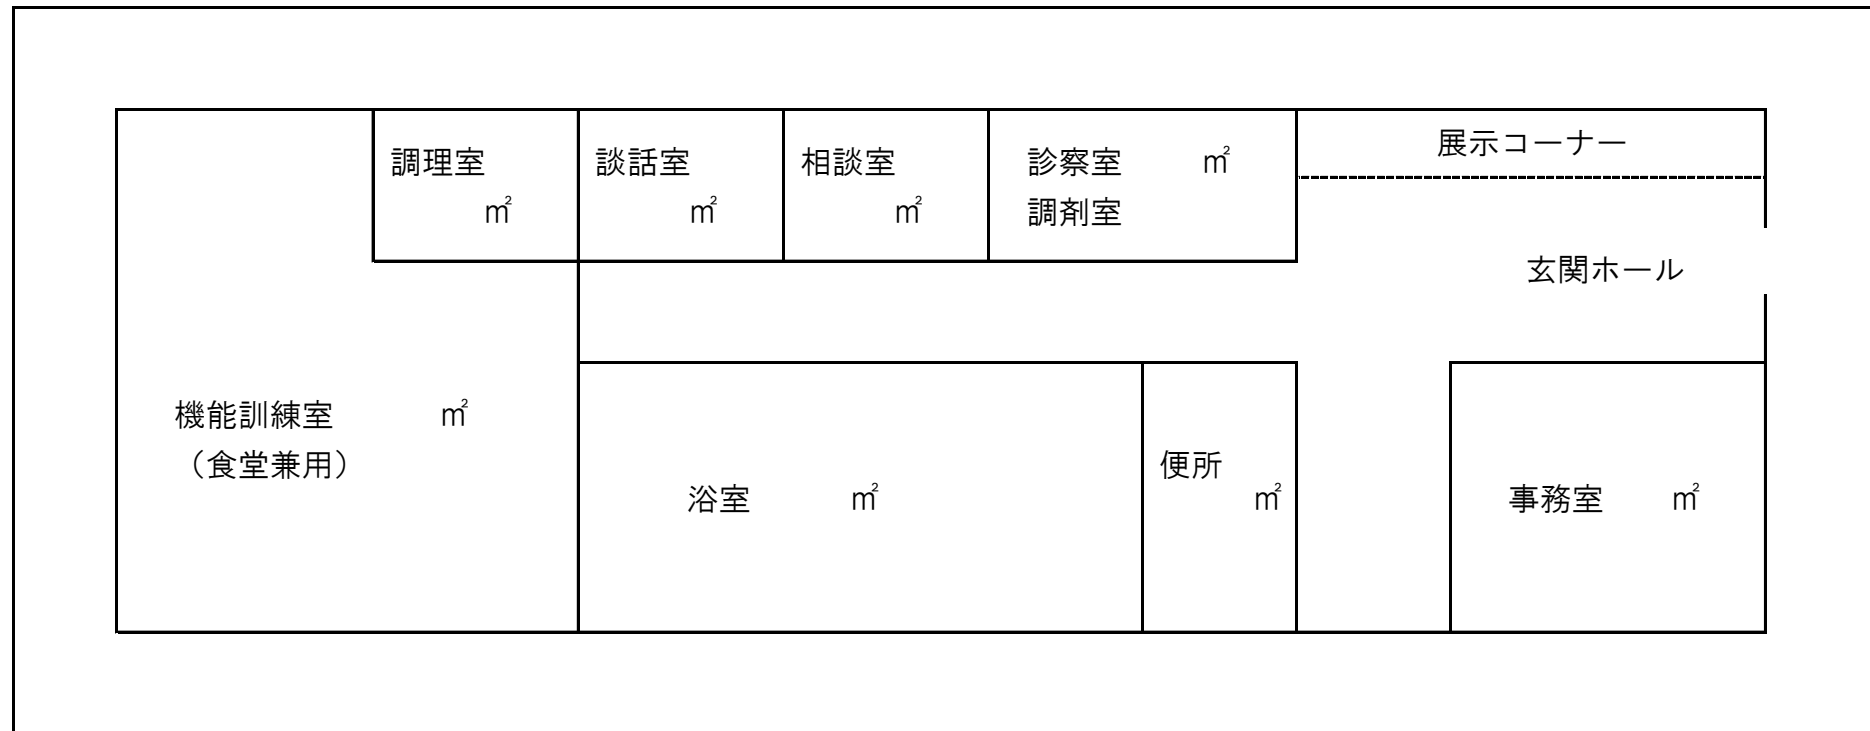 調理室
㎡
談話室
㎡
相談室
㎡
診察室 ㎡
調剤室
展示コーナー
玄関ホール
機能訓練室 ㎡
（食堂兼用）
浴室 ㎡
便所
㎡
事務室 ㎡